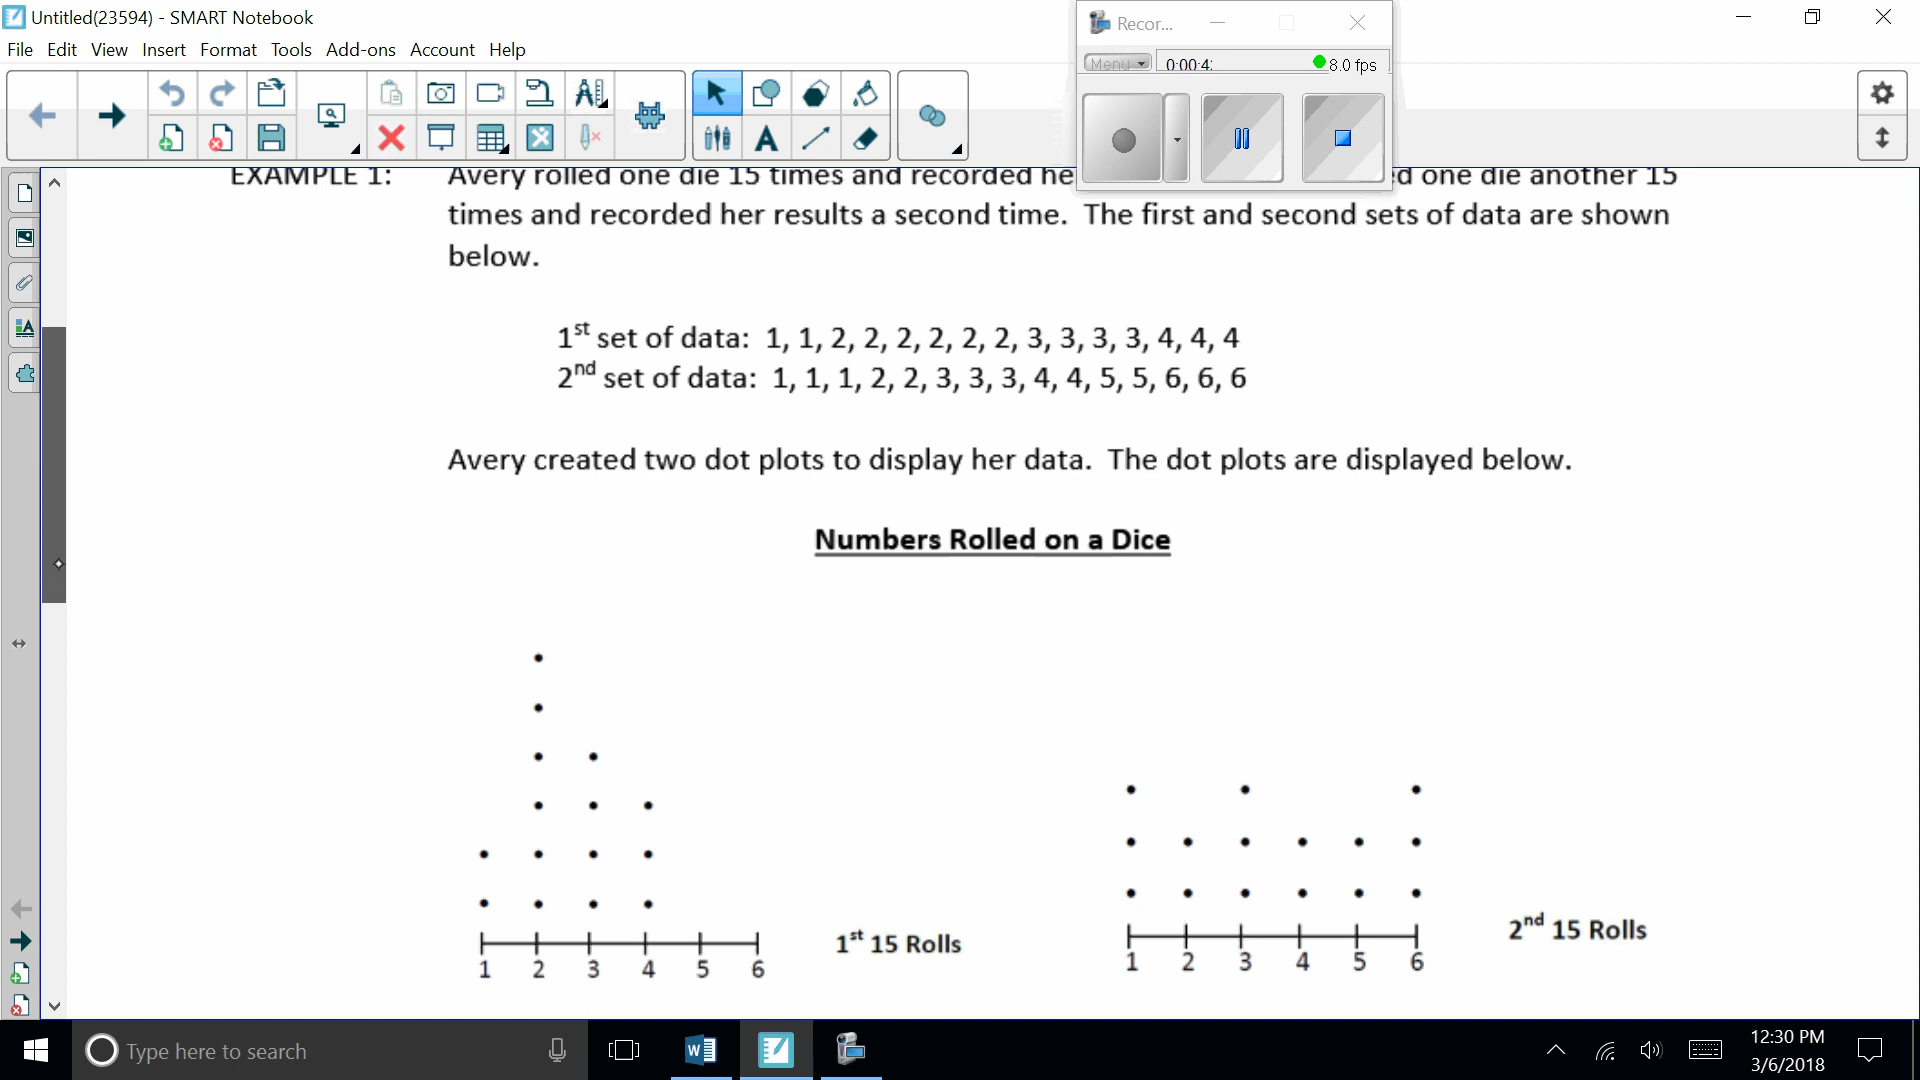 Untitled(23594) - SMART Notebook
Recor...
File Edit View Insert Format Tools Add-ons Account Help
Menu
8.0 fps
EXAMPLE 1: Avery rolled one die 15 times and recorded he d one die another 15
times and recorded her results a second time. The first and second sets of data are shown
below.
1st set of data: 1, 1, 2, 2, 2, 2, 2, 2, 3, 3, 3, 3, 4, 4, 4
2nd set of data: 1, 1, 1, 2, 2, 3, 3, 3, 4, 4, 5, 5, 6, 6, 6
Avery created two dot plots to display her data. The dot plots are displayed below.
Numbers Rolled on a Dice
1st 15 Rolls
2nd 15 Rolls
1 2 3 4 5 6
1 2 3 4 5 6
Type here to search
12:30 PM
3/6/2018